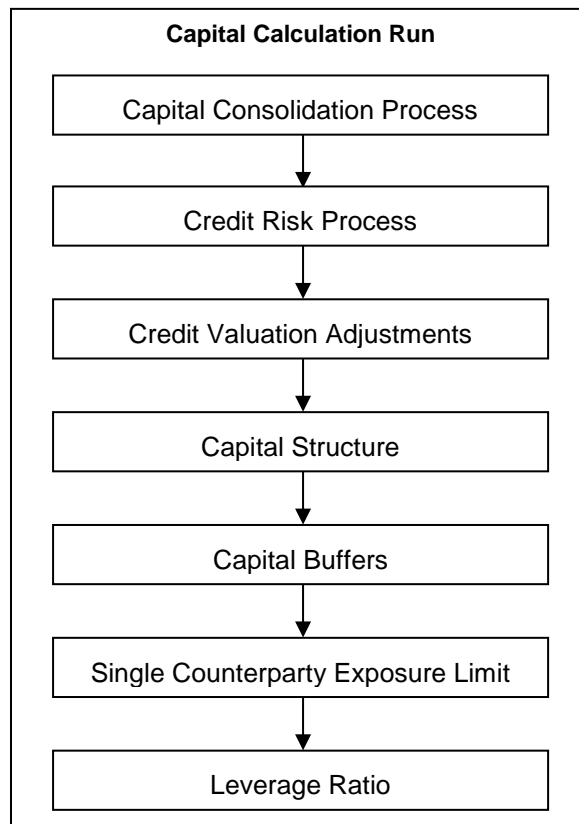 Capital Calculation Run
Capital Consolidation Process
Credit Risk Process
Credit Valuation Adjustments
Capital Structure
Capital Buffers
Single Counterparty Exposure Limit
Leverage Ratio